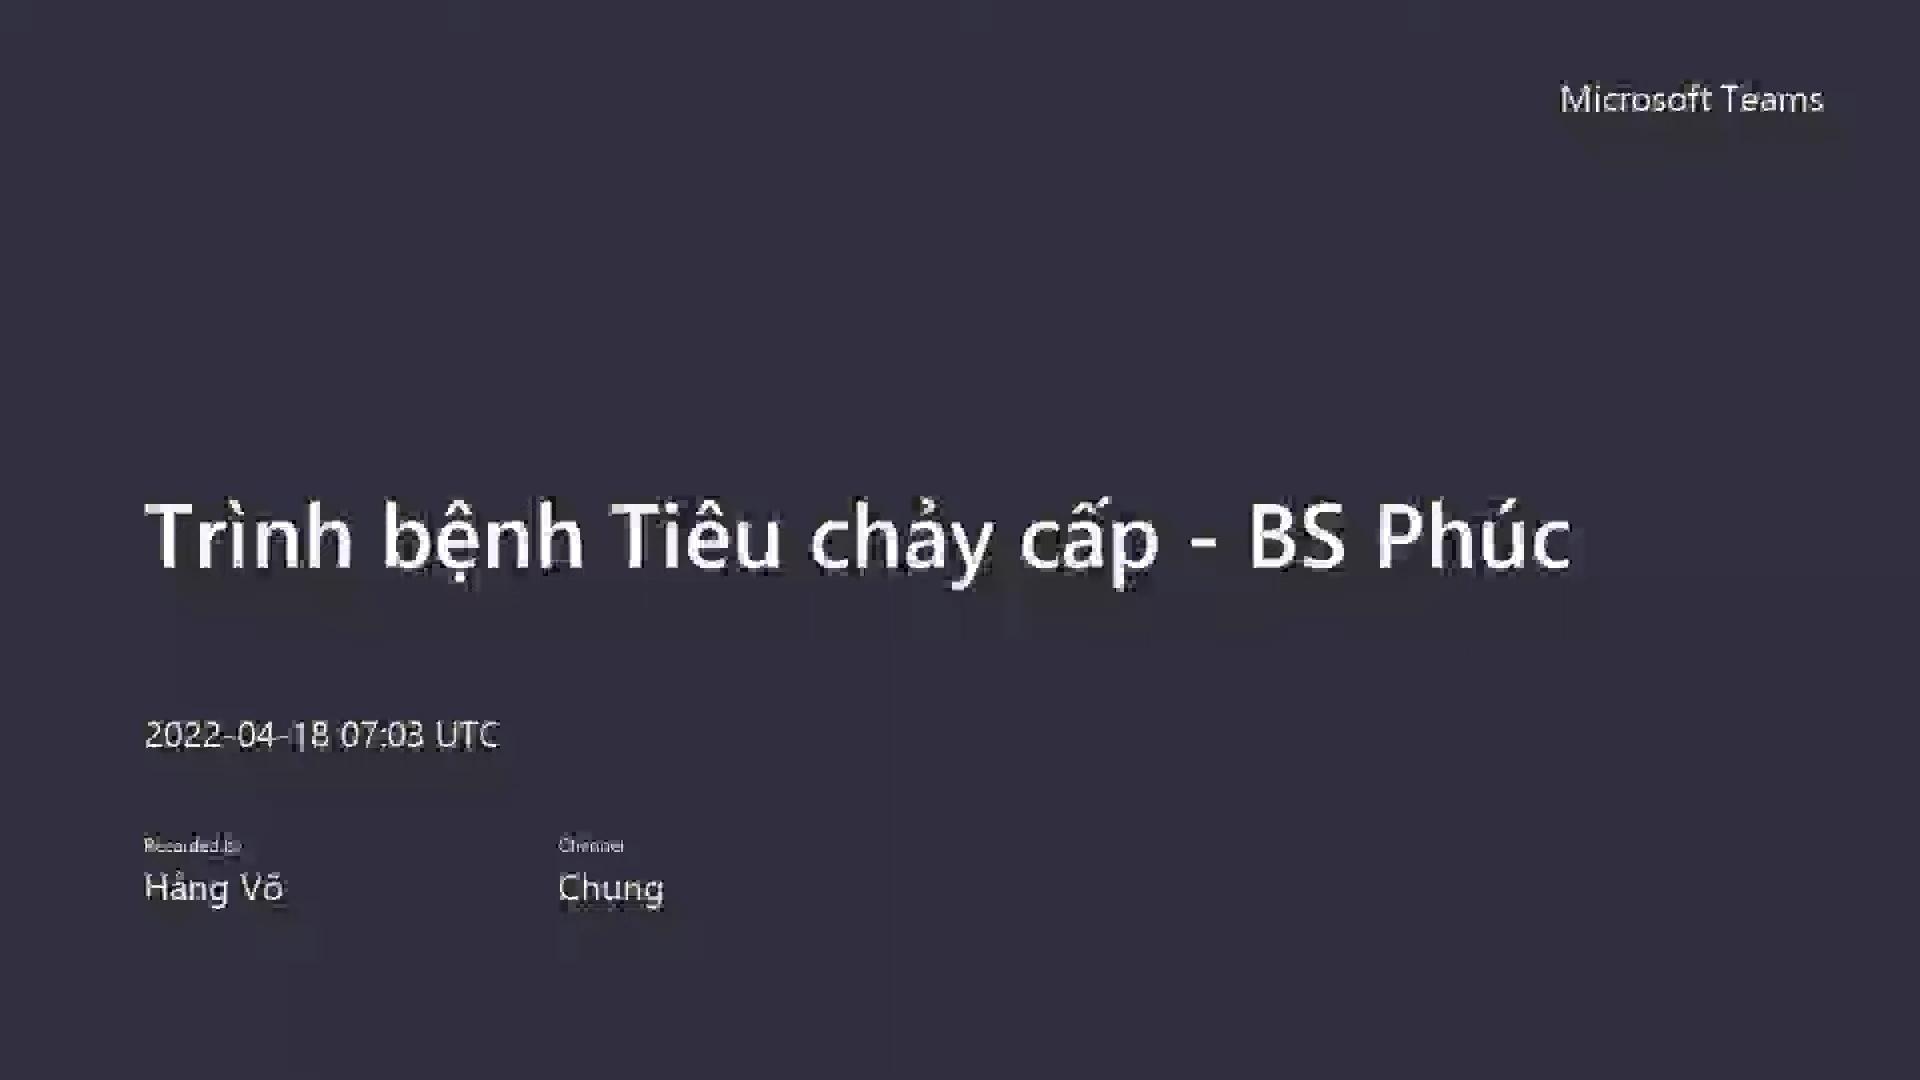 Microsoft Teams
Trình bệnh Tiêu chảy cấp - BS Phúc
2022-04-18 07:03 UTC
Recorded by
Channel
Hằng Võ
Chung